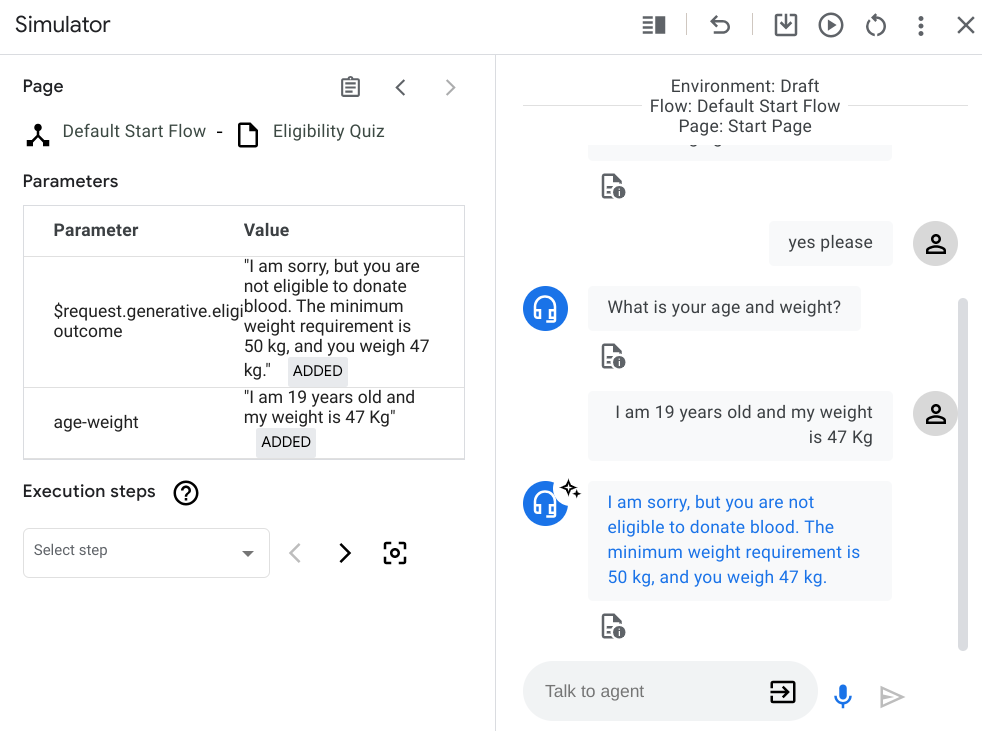 Simulator
Page
Default Start Flow - Eligibility Quiz
Parameters
Parameter Value
$request.generative.eligi
outcome
"I am sorry, but you are
not eligible to donate
blood. The minimum
weight requirement is
50 kg, and you weigh 47
kg." ADDED
age-weight
"I am 19 years old and
my weight is 47 Kg"
ADDED
Execution steps
Select step
Environment: Draft
Flow: Default Start Flow
Page: Start Page
yes please
What is your age and weight?
I am 19 years old and my weight
is 47 Kg
I am sorry, but you are not
eligible to donate blood. The
minimum weight requirement is
50 kg, and you weigh 47 kg.
Talk to agent